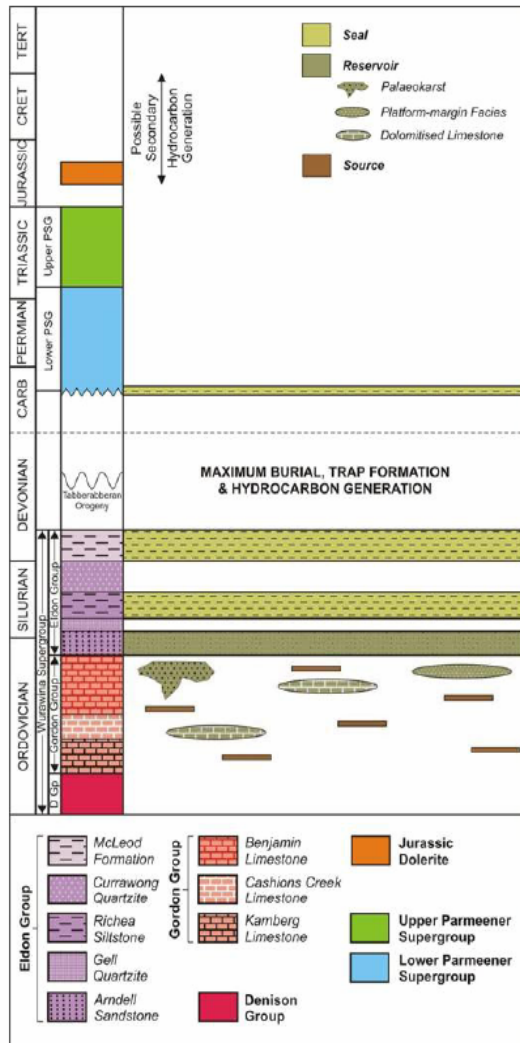 TERT
CRET
JURASSIC
TRIASSIC
PERMIAN
CARB
DEVONIAN
SILURIAN
ORDOVICIAN
Upper PSG
Lower PSG
Wurawina Supergroup
Eldon Group
Gordon Group
D Gp
Tabberabberan
Orogeny
Possible
Secondary
Hydrocarbon
Generation
Seal
Reservoir
Palaeokarst
Platform-margin Facies
Dolomitised Limestone
Source
MAXIMUM BURIAL, TRAP FORMATION
& HYDROCARBON GENERATION
Eldon Group
McLeod
Formation
Currawong
Quartzite
Richea
Siltstone
Gell
Quartzite
Arndell
Sandstone
Gordon Group
Benjamin
Limestone
Cashions Creek
Limestone
Karnberg
Limestone
Denison
Group
Jurassic
Dolerite
Upper Parmeener
Supergroup
Lower Parmeener
Supergroup